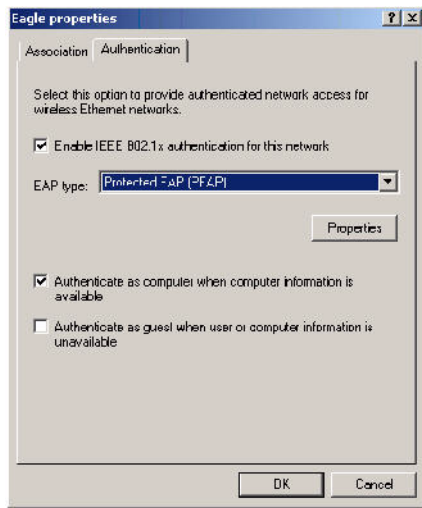 Eagle properties
Association
Authentication
Select this option to provide authenticated network access for
wireless Ethernet networks.
Enable IEEE 802.1x authentication for this network
EAP type: Protected EAP (PEAP)
Properties
Authenticate as computer when computer information is
available
Authenticate as guest when user or computer information is
unavailable
OK
Cancel